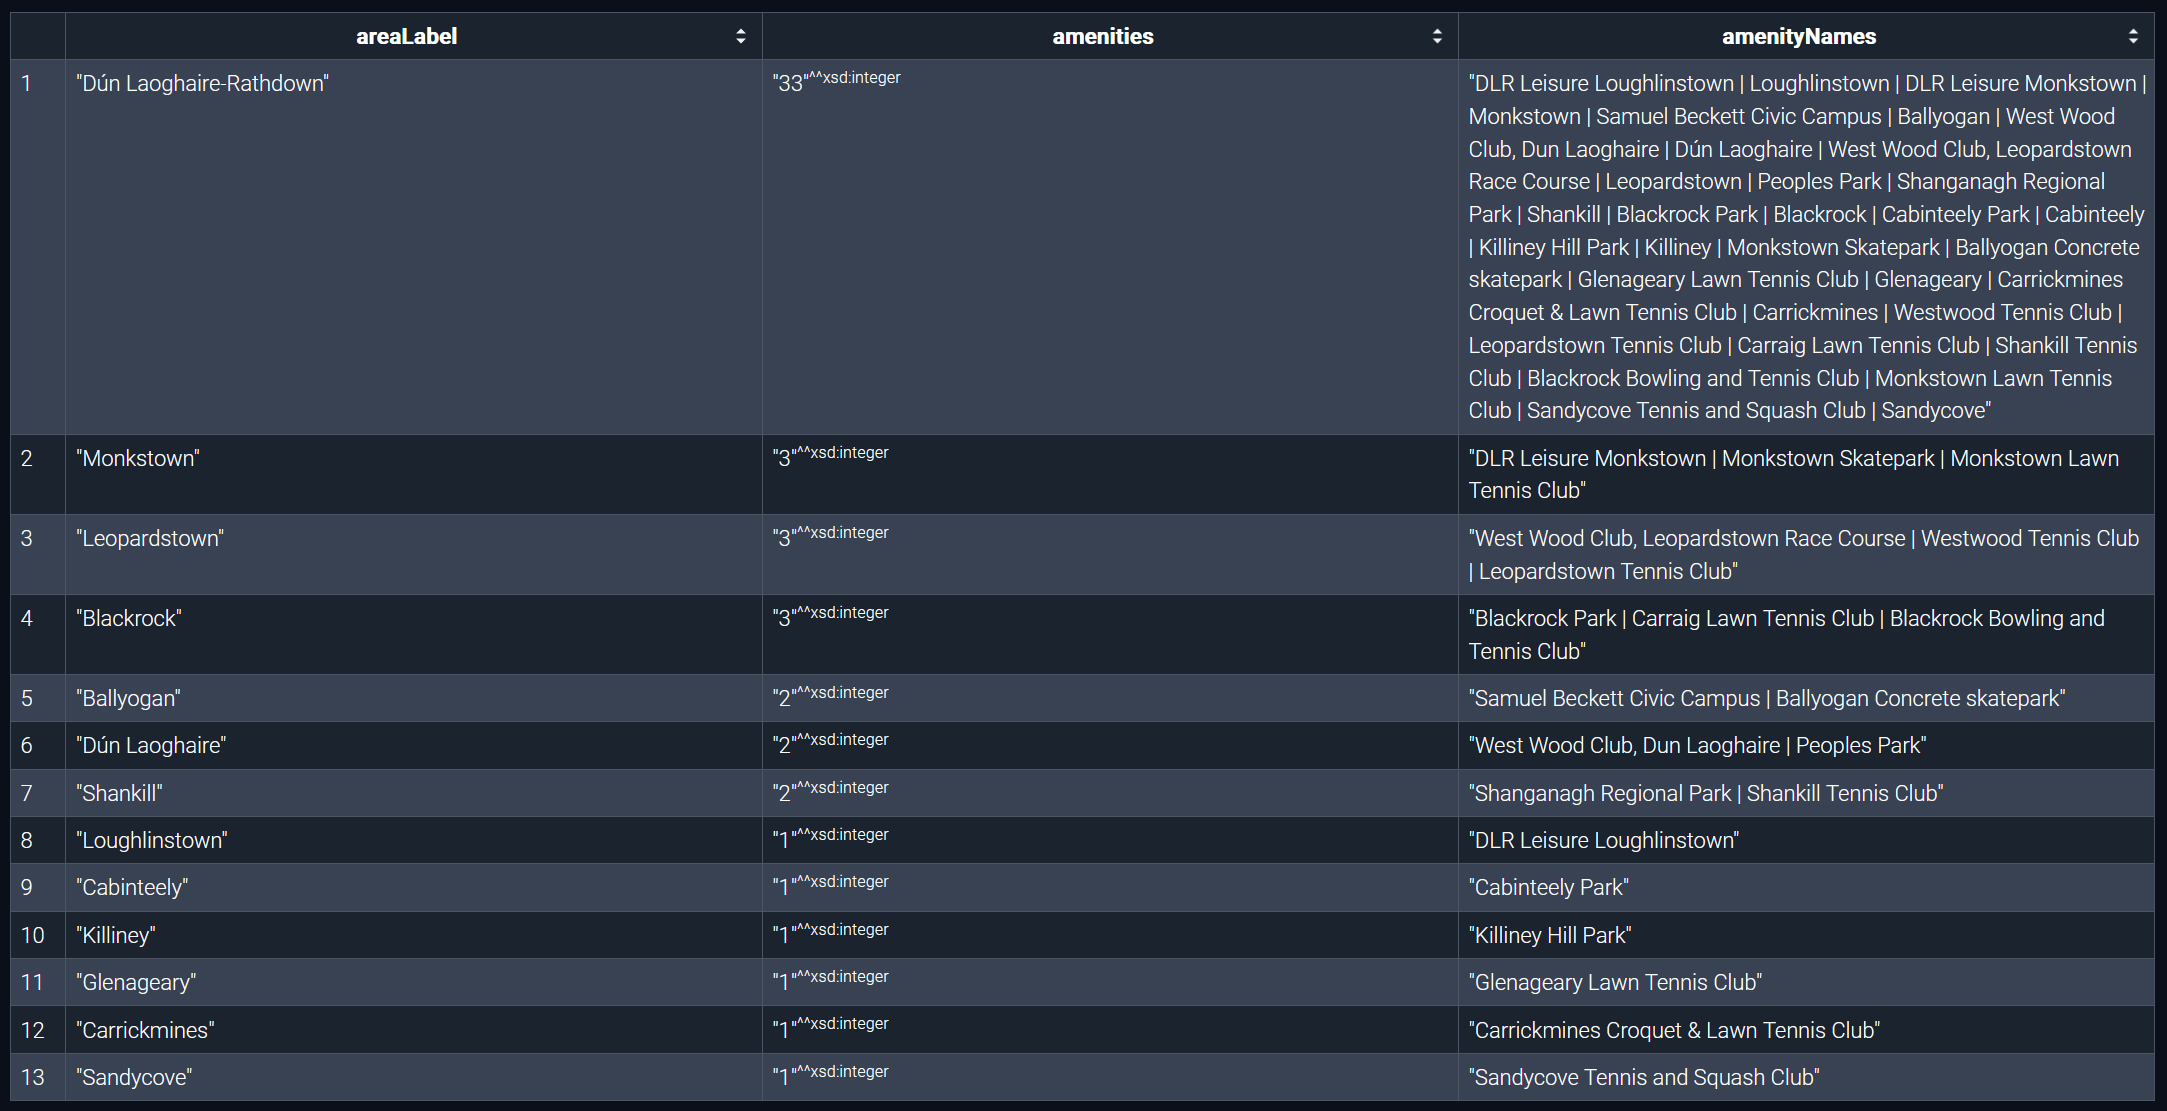 areaLabel amenities amenityNames
1 "Dún Laoghaire-Rathdown" "33"^^xsd:integer "DLR Leisure Loughlinstown | Loughlinstown | DLR Leisure Monkstown |
Monkstown | Samuel Beckett Civic Campus | Ballyogan | West Wood
Club, Dun Laoghaire | Dún Laoghaire | West Wood Club, Leopardstown
Race Course | Leopardstown | Peoples Park | Shanganagh Regional
Park | Shankill | Blackrock Park | Blackrock | Cabinteely Park | Cabinteely
| Killiney Hill Park | Killiney | Monkstown Skatepark | Ballyogan Concrete
skatepark | Glenageary Lawn Tennis Club | Glenageary | Carrickmines
Croquet & Lawn Tennis Club | Carrickmines | Westwood Tennis Club |
Leopardstown Tennis Club | Carraig Lawn Tennis Club | Shankill Tennis
Club | Blackrock Bowling and Tennis Club | Monkstown Lawn Tennis
Club | Sandycove Tennis and Squash Club | Sandycove"
2 "Monkstown" "3"^^xsd:integer "DLR Leisure Monkstown | Monkstown Skatepark | Monkstown Lawn
Tennis Club"
3 "Leopardstown" "3"^^xsd:integer "West Wood Club, Leopardstown Race Course | Westwood Tennis Club
| Leopardstown Tennis Club"
4 "Blackrock" "3"^^xsd:integer "Blackrock Park | Carraig Lawn Tennis Club | Blackrock Bowling and
Tennis Club"
5 "Ballyogan" "2"^^xsd:integer "Samuel Beckett Civic Campus | Ballyogan Concrete skatepark"
6 "Dún Laoghaire" "2"^^xsd:integer "West Wood Club, Dun Laoghaire | Peoples Park"
7 "Shankill" "2"^^xsd:integer "Shanganagh Regional Park | Shankill Tennis Club"
8 "Loughlinstown" "1"^^xsd:integer "DLR Leisure Loughlinstown"
9 "Cabinteely" "1"^^xsd:integer "Cabinteely Park"
10 "Killiney" "1"^^xsd:integer "Killiney Hill Park"
11 "Glenageary" "1"^^xsd:integer "Glenageary Lawn Tennis Club"
12 "Carrickmines" "1"^^xsd:integer "Carrickmines Croquet & Lawn Tennis Club"
13 "Sandycove" "1"^^xsd:integer "Sandycove Tennis and Squash Club"